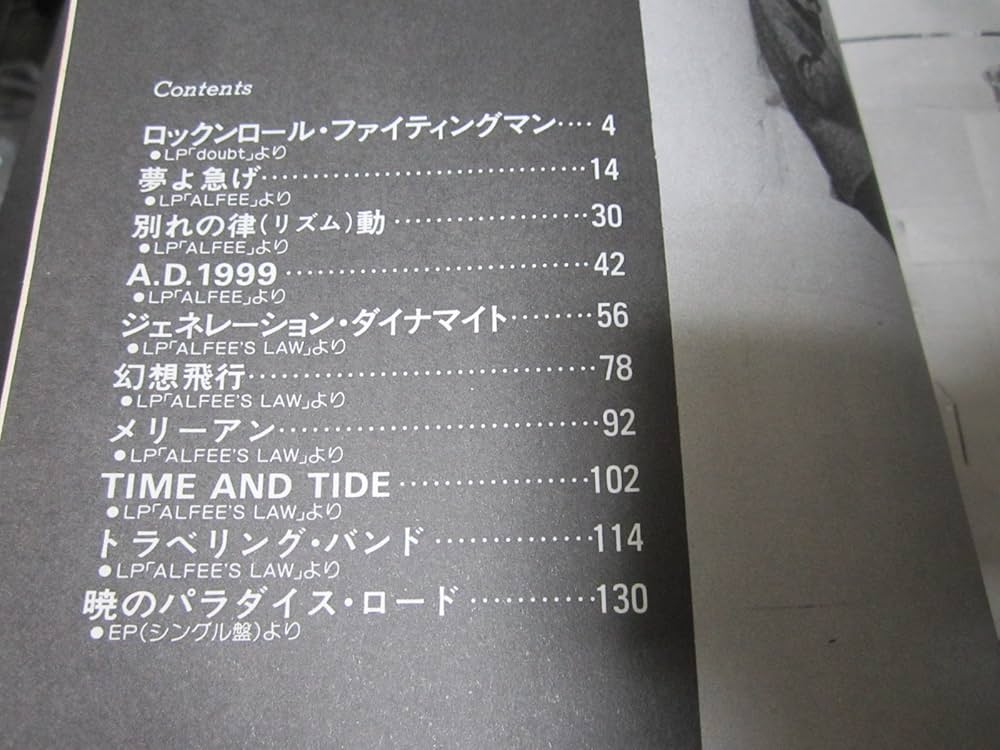 Contents
ロックンロール・ファイティングマン‥‥ 4
●LP「doubt」より
夢よ急げ‥‥‥‥‥‥‥‥‥‥‥‥‥‥‥‥14
●LP「ALFEE」より
別れの律(リズム)動‥‥‥‥‥‥‥‥‥‥30
●LP「ALFEE」より
A.D.1999‥‥‥‥‥‥‥‥‥‥‥‥‥‥‥42
●LP「ALFEE」より
ジェネレーション・ダイナマイト‥‥‥‥56
●LP「ALFEE'S LAW」より
幻想飛行‥‥‥‥‥‥‥‥‥‥‥‥‥‥‥‥78
●LP「ALFEE'S LAW」より
メリーアン‥‥‥‥‥‥‥‥‥‥‥‥‥‥‥92
●LP「ALFEE'S LAW」より
TIME AND TIDE‥‥‥‥‥‥‥‥‥102
●LP「ALFEE'S LAW」より
トラベリング・バンド‥‥‥‥‥‥‥114
●LP「ALFEE'S LAW」より
暁のパラダイス・ロード‥‥‥‥‥‥130
●EP(シングル盤)より